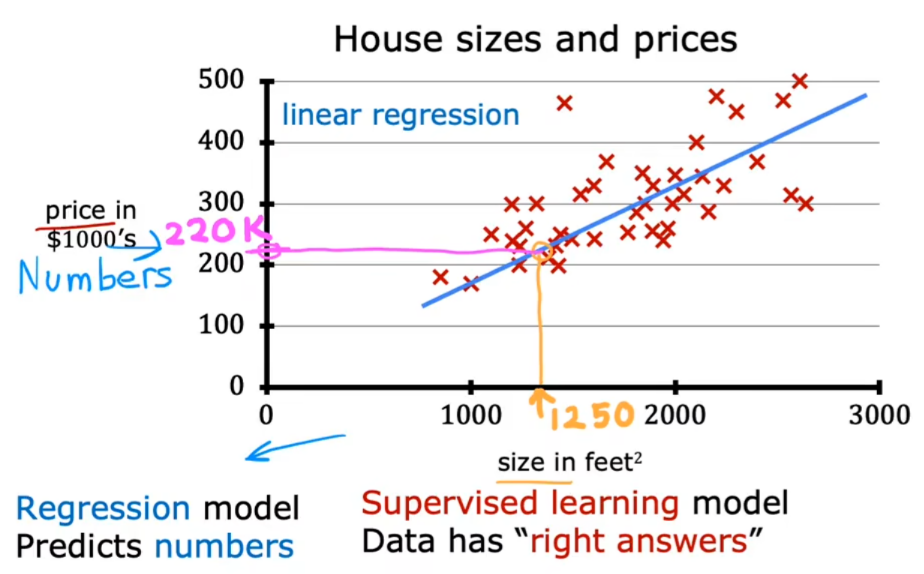 House sizes and prices
500
linear regression
400
300
price in
$1000's
220K
Numbers
200
100
0
0 1000 1250 2000 3000
size in feet²
Regression model
Predicts numbers
Supervised learning model
Data has “right answers”